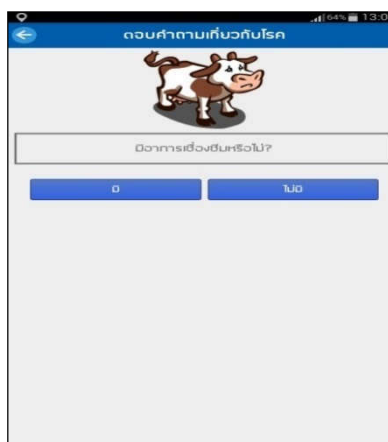 64% 13:0
ตอบคำถามเกี่ยวกับโรค
มีอาการเซื่องซึมหรือไม่?
มี ไม่มี